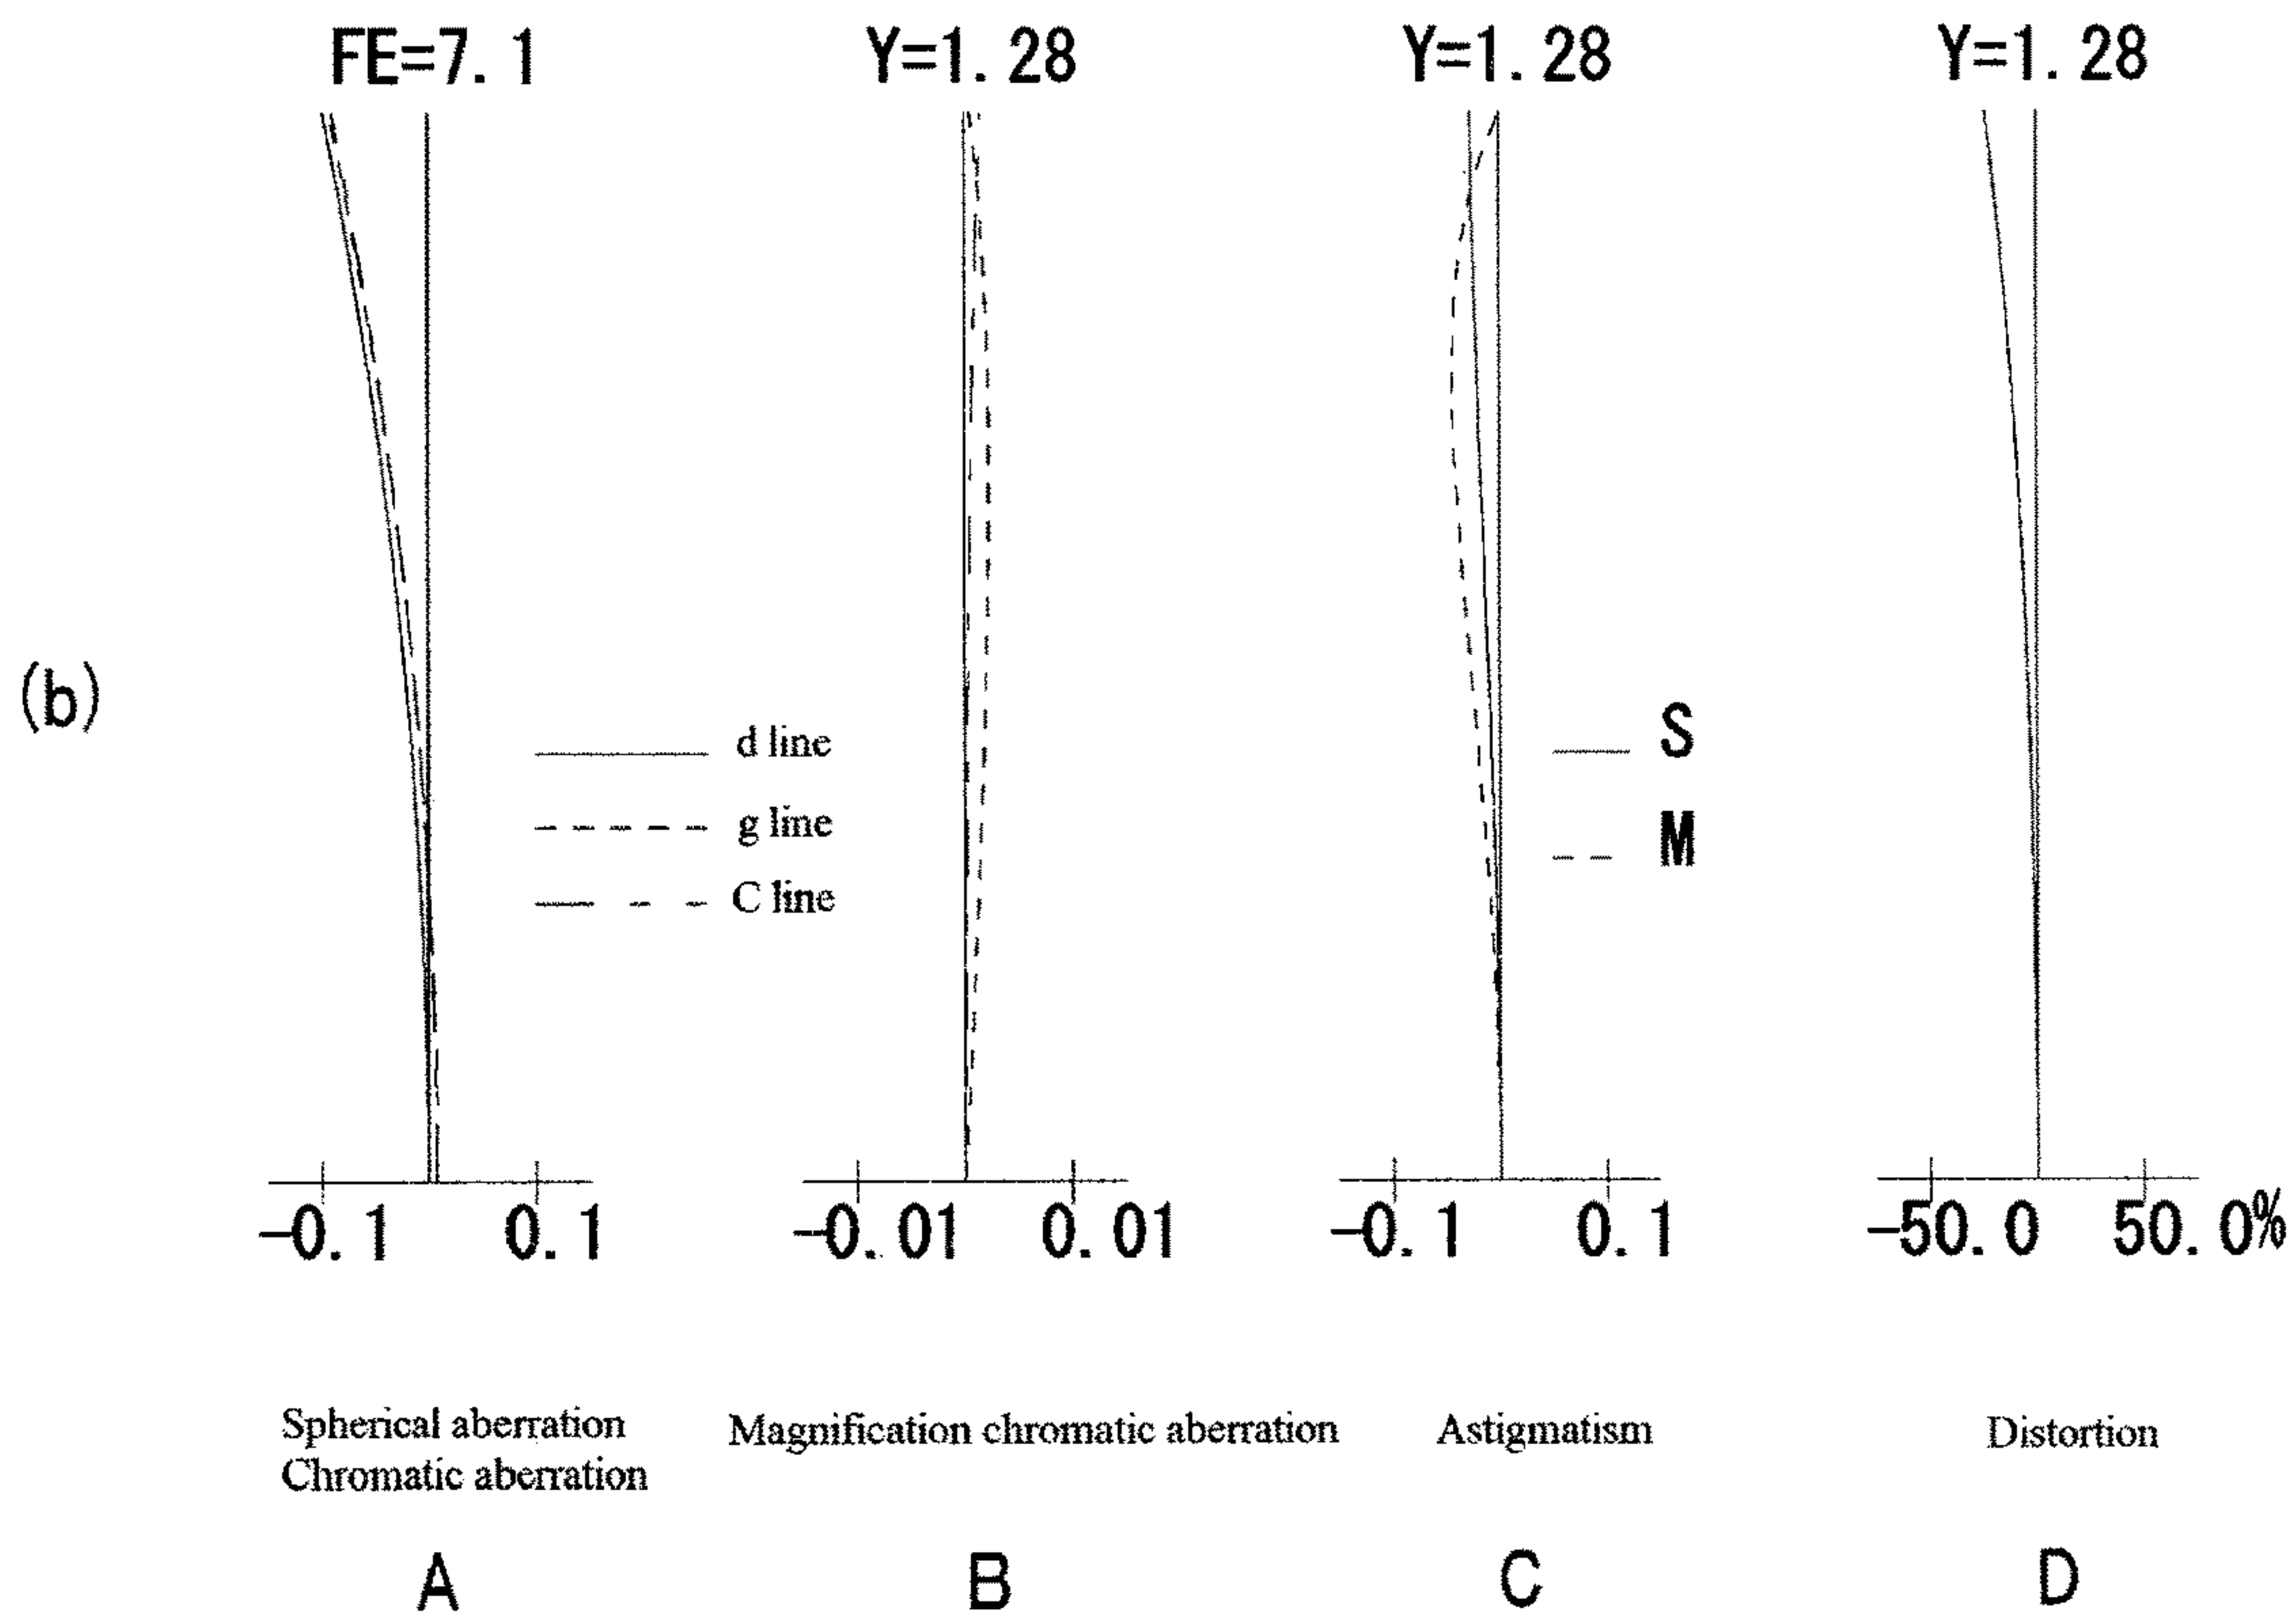 FE=7.1
Y=1.28
Y=1.28
Y=1.28
(b)
d line
g line
C line
S
M
-0.1
0.1
-0.01
0.01
-0.1
0.1
-50.0
50.0%
Spherical aberration
Chromatic aberration
Magnification chromatic aberration
Astigmatism
Distortion
A
B
C
D